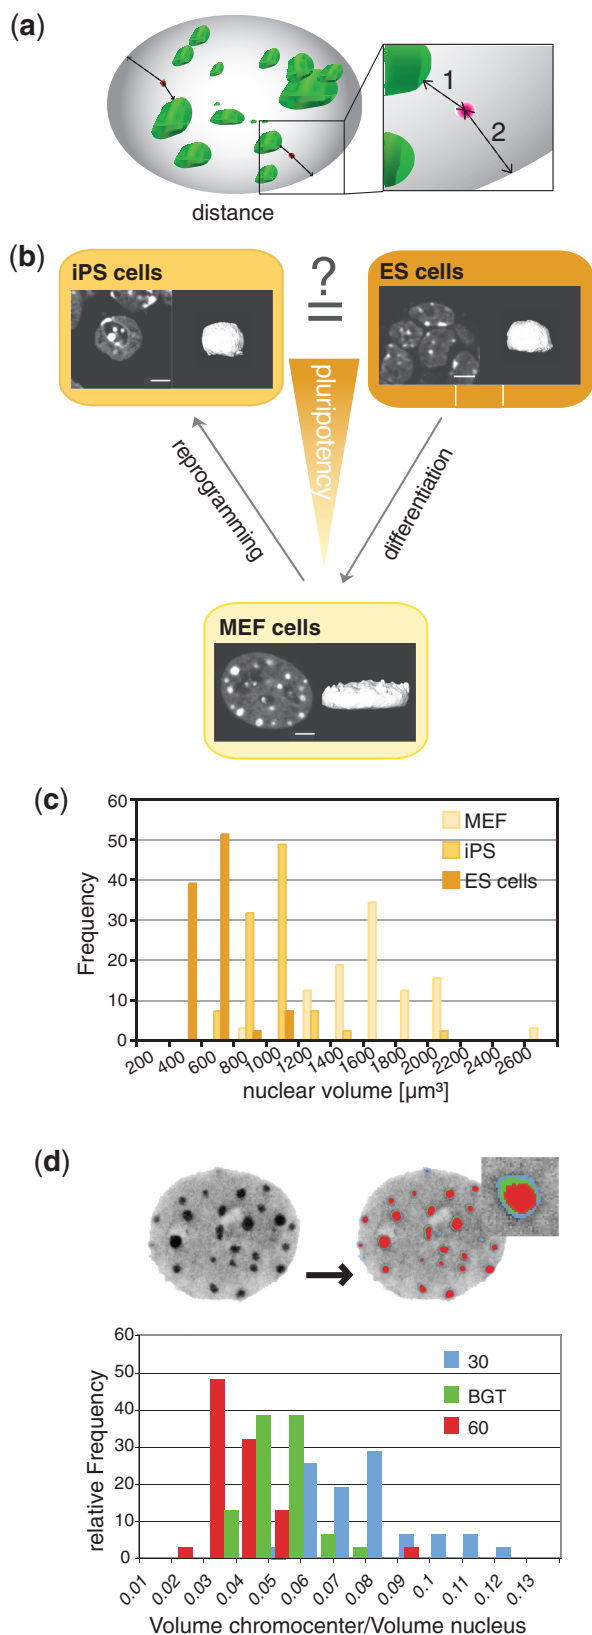 (a)
1
2
distance
(b)
iPS cells
?
=
ES cells
pluripotency
reprogramming
differentiation
MEF cells
(c)
60
50
40
30
20
10
0
Frequency
MEF
iPS
ES cells
200 400 600 800 1000 1200 1400 1600 1800 2000 2200 2400 2600
nuclear volume [µm³]
(d)
60
50
40
30
20
10
0
relative Frequency
30
BGT
60
0.01 0.02 0.03 0.04 0.05 0.06 0.07 0.08 0.09 0.1 0.11 0.12 0.13
Volume chromocenter/Volume nucleus